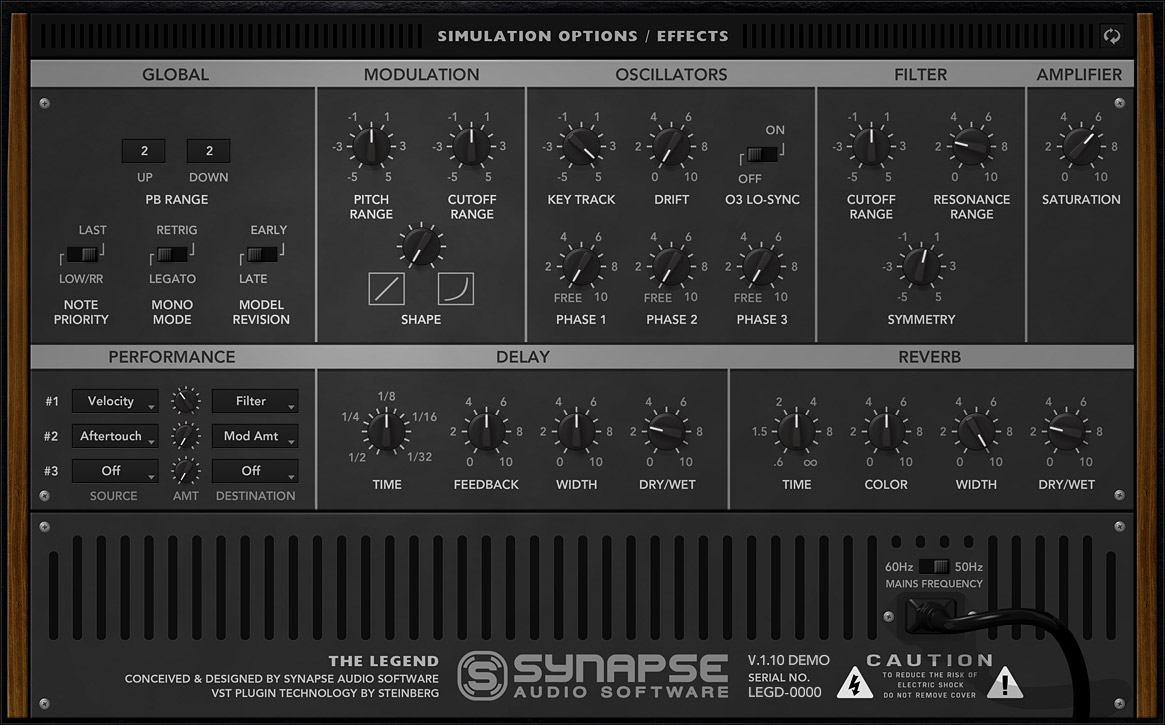 SIMULATION OPTIONS / EFFECTS
GLOBAL
2 2
UP DOWN
PB RANGE
LAST RETRIG EARLY
LOW/RR LEGATO LATE
NOTE PRIORITY
MONO MODE
MODEL REVISION
MODULATION
-1 1 -1 1
-3 3 -3 3
-5 5 -5 5
PITCH RANGE
CUTOFF RANGE
SHAPE
OSCILLATORS
-1 1 4 6 ON
-3 3 2 8
-5 5 0 10 OFF
KEY TRACK DRIFT O3 LO-SYNC
4 6 4 6 4 6
2 8 2 8 2 8
FREE 10 FREE 10 FREE 10
PHASE 1 PHASE 2 PHASE 3
FILTER
-1 1 4 6
-3 3 2 8
-5 5 0 10
CUTOFF RANGE
RESONANCE RANGE
-1 1
-3 3
-5 5
SYMMETRY
AMPLIFIER
4 6
2 8
0 10
SATURATION
PERFORMANCE
#1 Velocity Filter
#2 Aftertouch Mod Amt
#3 Off Off
SOURCE AMT DESTINATION
DELAY
1/8 4 6 4 6 4 6
1/4 1/16 2 8 2 8 2 8
1/2 1/32 0 10 0 10 0 10
TIME FEEDBACK WIDTH DRY/WET
REVERB
2 4 4 6 4 6 4 6
1.5 8 2 8 2 8 2 8
.6 ∞ 0 10 0 10 0 10
TIME COLOR WIDTH DRY/WET
60Hz 50Hz
MAINS FREQUENCY
THE LEGEND
CONCEIVED & DESIGNED BY SYNAPSE AUDIO SOFTWARE
VST PLUGIN TECHNOLOGY BY STEINBERG
SYNAPSE
AUDIO SOFTWARE
V.1.10 DEMO
SERIAL NO.
LEGD-0000
CAUTION
TO REDUCE THE RISK OF
ELECTRIC SHOCK
DO NOT REMOVE COVER